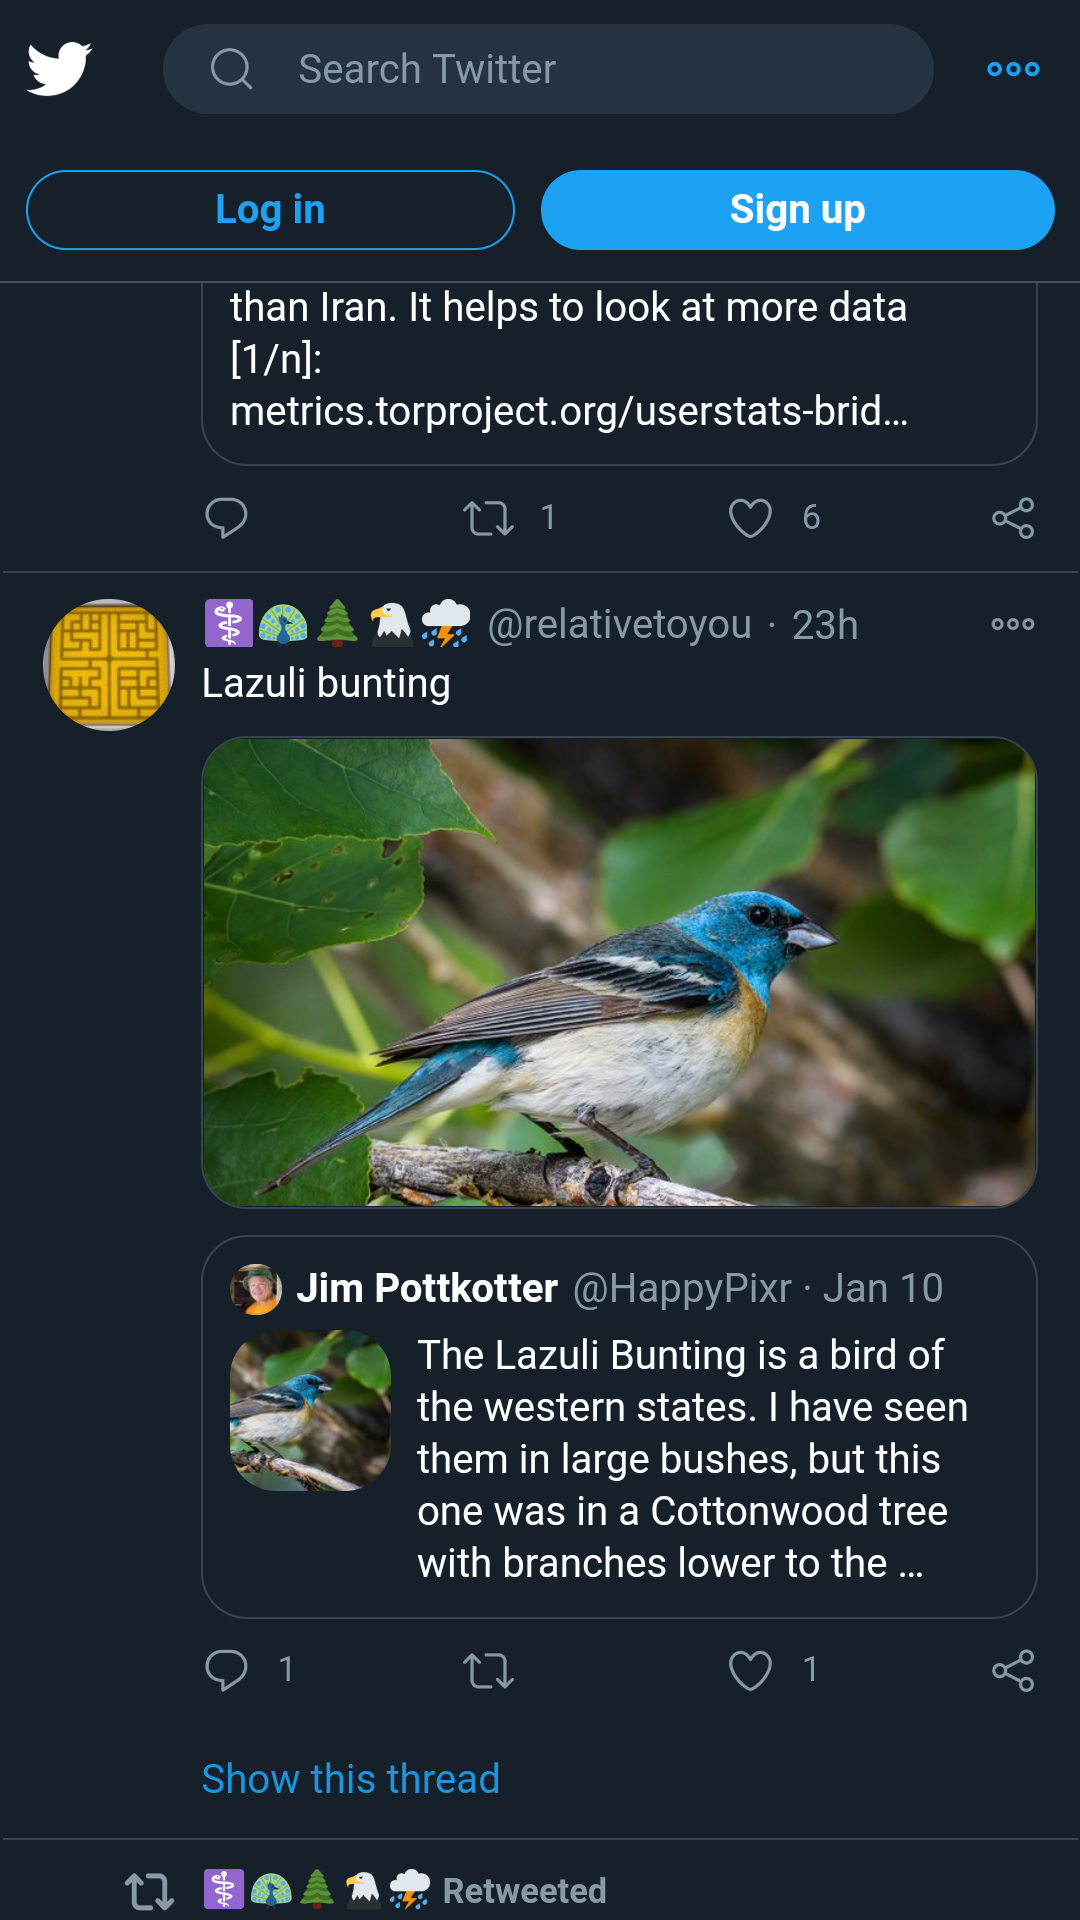 Search Twitter
Log in
Sign up
than Iran. It helps to look at more data
[1/n]:
metrics.torproject.org/userstats-brid...
1
6
@relativetoyou · 23h
Lazuli bunting
Jim Pottkotter @HappyPixr · Jan 10
The Lazuli Bunting is a bird of
the western states. I have seen
them in large bushes, but this
one was in a Cottonwood tree
with branches lower to the ...
1
1
Show this thread
Retweeted